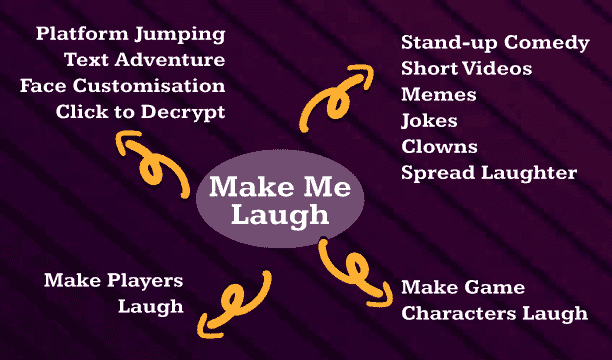 Platform Jumping
Text Adventure
Face Customisation
Click to Decrypt
Stand-up Comedy
Short Videos
Memes
Jokes
Clowns
Spread Laughter
Make Me
Laugh
Make Players
Laugh
Make Game
Characters Laugh